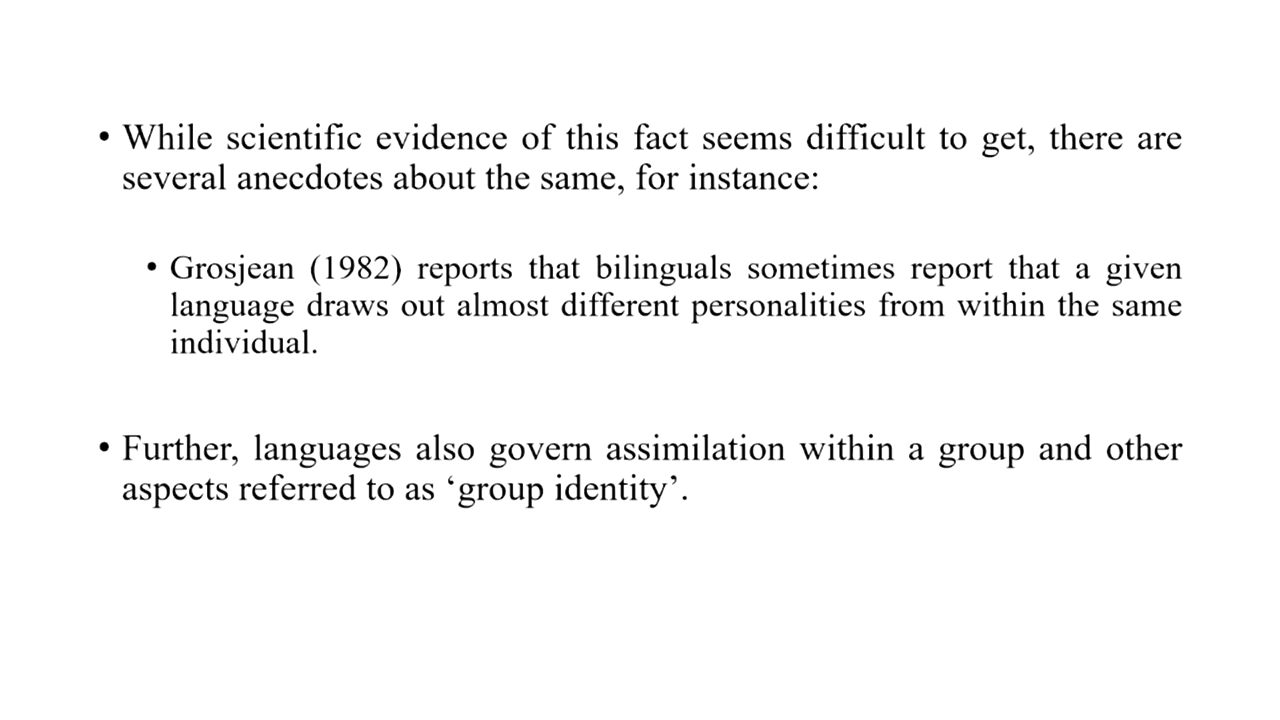 • While scientific evidence of this fact seems difficult to get, there are
several anecdotes about the same, for instance:
• Grosjean (1982) reports that bilinguals sometimes report that a given
language draws out almost different personalities from within the same
individual.
• Further, languages also govern assimilation within a group and other
aspects referred to as ‘group identity’.